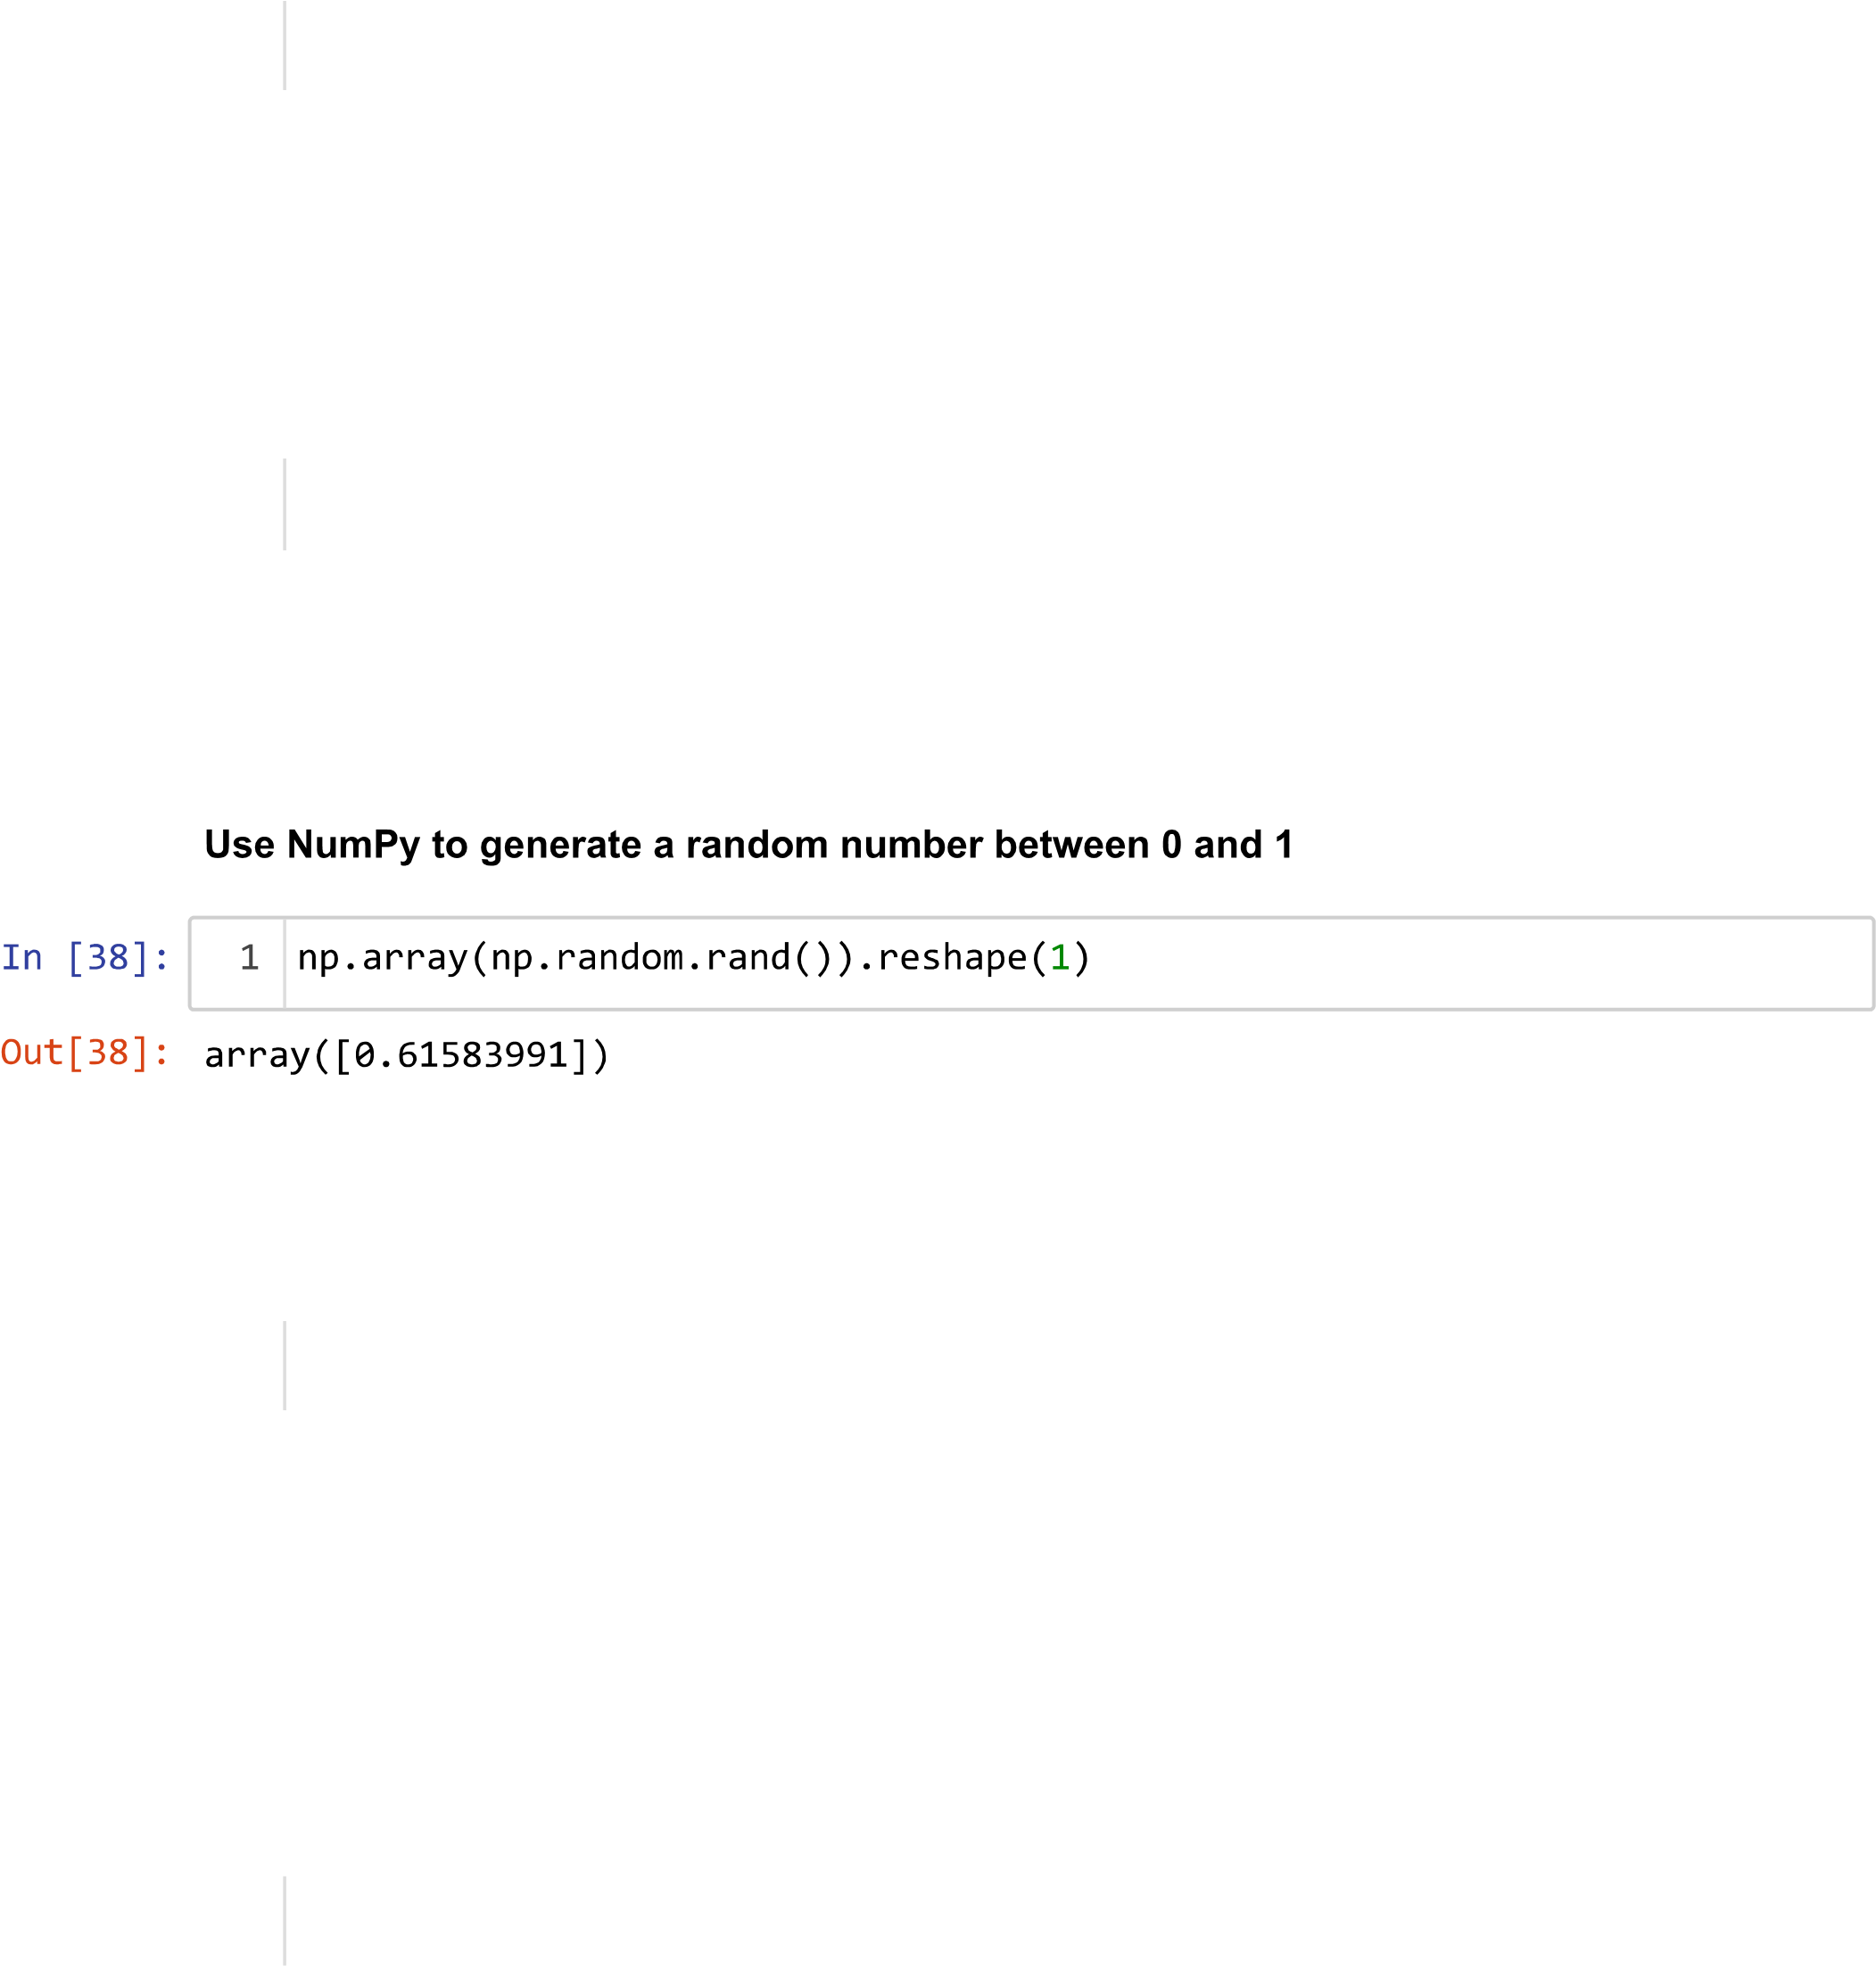 Use NumPy to generate a random number between 0 and 1
In [38]: 1 np.array(np.random.rand()).reshape(1)
Out[38]: array([0.61583991])